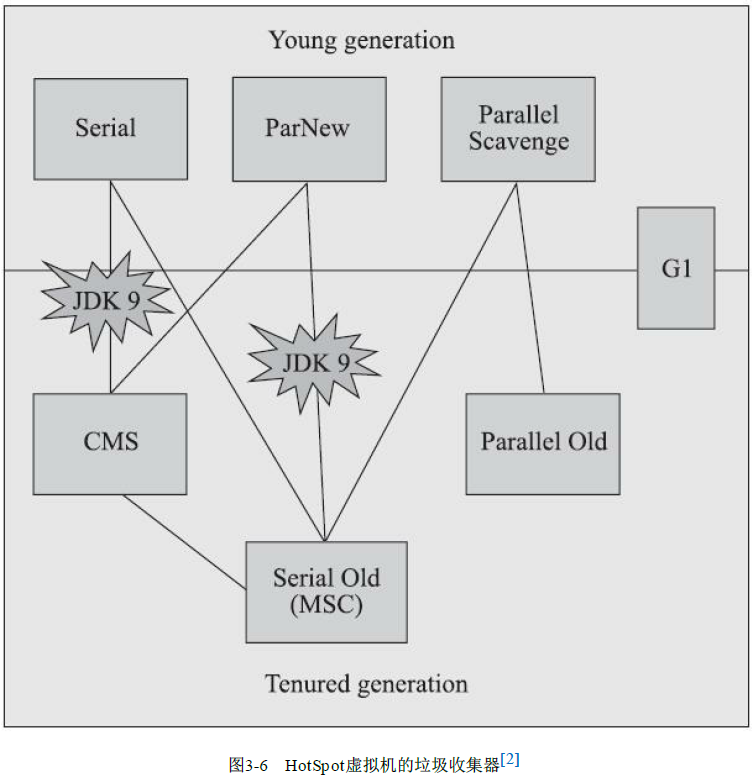 Young generation
Serial
ParNew
Parallel
Scavenge
G1
JDK 9
JDK 9
CMS
Parallel Old
Serial Old
(MSC)
Tenured generation
图3-6 HotSpot虚拟机的垃圾收集器[2]